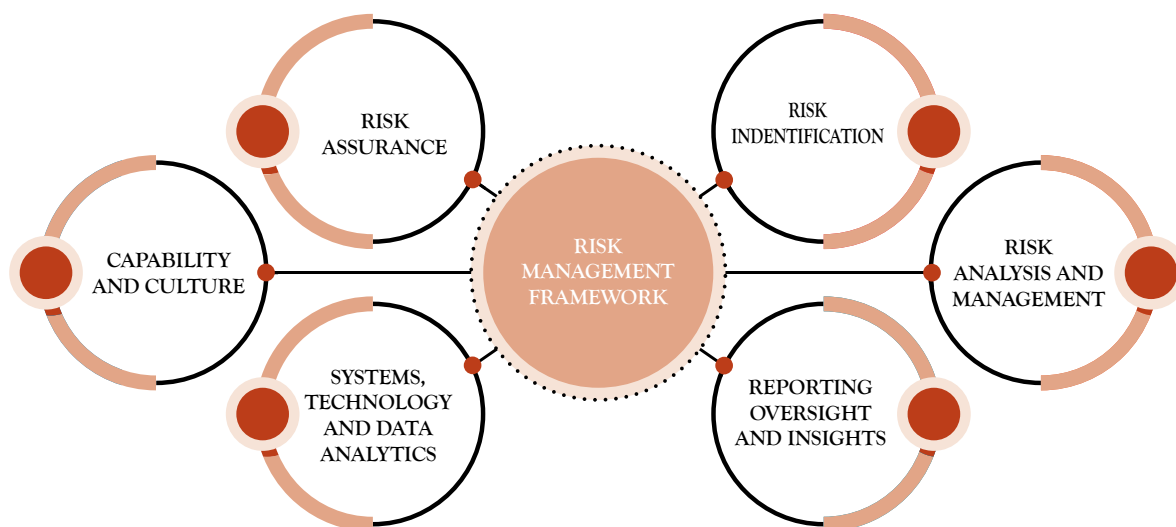 RISK
ASSURANCE
RISK
INDENTIFICATION
CAPABILITY
AND CULTURE
RISK
MANAGEMENT
FRAMEWORK
RISK
ANALYSIS AND
MANAGEMENT
SYSTEMS,
TECHNOLOGY
AND DATA
ANALYTICS
REPORTING
OVERSIGHT
AND INSIGHTS